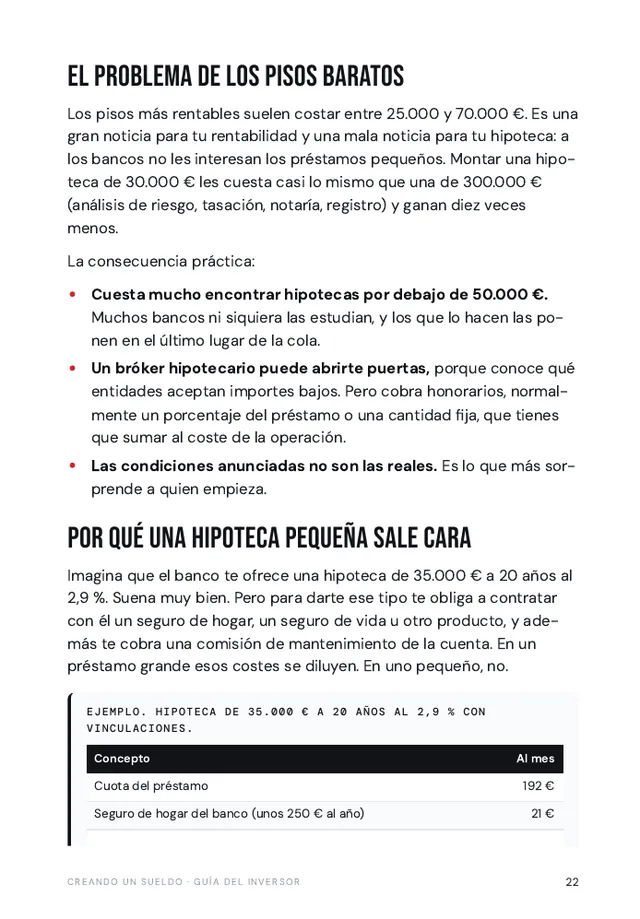 EL PROBLEMA DE LOS PISOS BARATOS
Los pisos más rentables suelen costar entre 25.000 y 70.000 €. Es una
gran noticia para tu rentabilidad y una mala noticia para tu hipoteca: a
los bancos no les interesan los préstamos pequeños. Montar una hipo-
teca de 30.000 € les cuesta casi lo mismo que una de 300.000 €
(análisis de riesgo, tasación, notaría, registro) y ganan diez veces
menos.
La consecuencia práctica:
• Cuesta mucho encontrar hipotecas por debajo de 50.000 €.
Muchos bancos ni siquiera las estudian, y los que lo hacen las po-
nen en el último lugar de la cola.
• Un bróker hipotecario puede abrirte puertas, porque conoce qué
entidades aceptan importes bajos. Pero cobra honorarios, normal-
mente un porcentaje del préstamo o una cantidad fija, que tienes
que sumar al coste de la operación.
• Las condiciones anunciadas no son las reales. Es lo que más sor-
prende a quien empieza.
POR QUÉ UNA HIPOTECA PEQUEÑA SALE CARA
Imagina que el banco te ofrece una hipoteca de 35.000 € a 20 años al
2,9 %. Suena muy bien. Pero para darte ese tipo te obliga a contratar
con él un seguro de hogar, un seguro de vida u otro producto, y ade-
más te cobra una comisión de mantenimiento de la cuenta. En un
préstamo grande esos costes se diluyen. En uno pequeño, no.
EJEMPLO. HIPOTECA DE 35.000 € A 20 AÑOS AL 2,9 % CON
VINCULACIONES.
Concepto Al mes
Cuota del préstamo 192 €
Seguro de hogar del banco (unos 250 € al año) 21 €
CREANDO UN SUELDO · GUÍA DEL INVERSOR 22